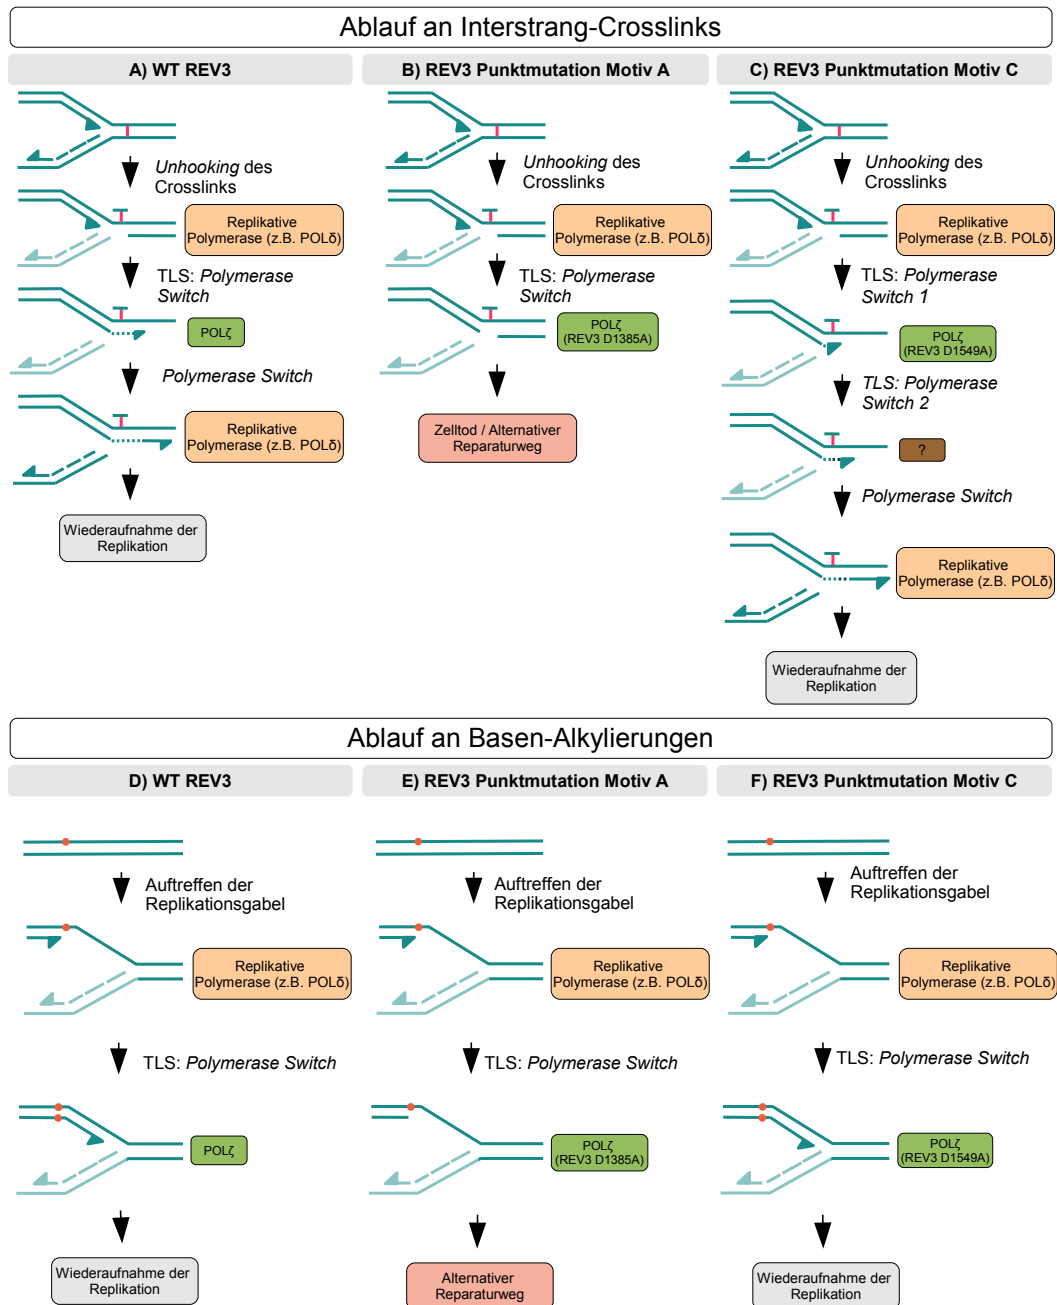 Ablauf an Interstrang-Crosslinks
A) WT REV3
Unhooking des
Crosslinks
Replikative
Polymerase (z.B. POLδ)
TLS: Polymerase
Switch
POLζ
Polymerase Switch
Replikative
Polymerase (z.B. POLδ)
Wiederaufnahme der
Replikation
B) REV3 Punktmutation Motiv A
Unhooking des
Crosslinks
Replikative
Polymerase (z.B. POLδ)
TLS: Polymerase
Switch
POLζ
(REV3 D1385A)
Zelltod / Alternativer
Reparaturweg
C) REV3 Punktmutation Motiv C
Unhooking des
Crosslinks
Replikative
Polymerase (z.B. POLδ)
TLS: Polymerase
Switch 1
POLζ
(REV3 D1549A)
TLS: Polymerase
Switch 2
?
Polymerase Switch
Replikative
Polymerase (z.B. POLδ)
Wiederaufnahme der
Replikation
Ablauf an Basen-Alkylierungen
D) WT REV3
Auftreffen der
Replikationsgabel
Replikative
Polymerase (z.B. POLδ)
TLS: Polymerase Switch
POLζ
Wiederaufnahme der
Replikation
E) REV3 Punktmutation Motiv A
Auftreffen der
Replikationsgabel
Replikative
Polymerase (z.B. POLδ)
TLS: Polymerase Switch
POLζ
(REV3 D1385A)
Alternativer
Reparaturweg
F) REV3 Punktmutation Motiv C
Auftreffen der
Replikationsgabel
Replikative
Polymerase (z.B. POLδ)
TLS: Polymerase Switch
POLζ
(REV3 D1549A)
Wiederaufnahme der
Replikation